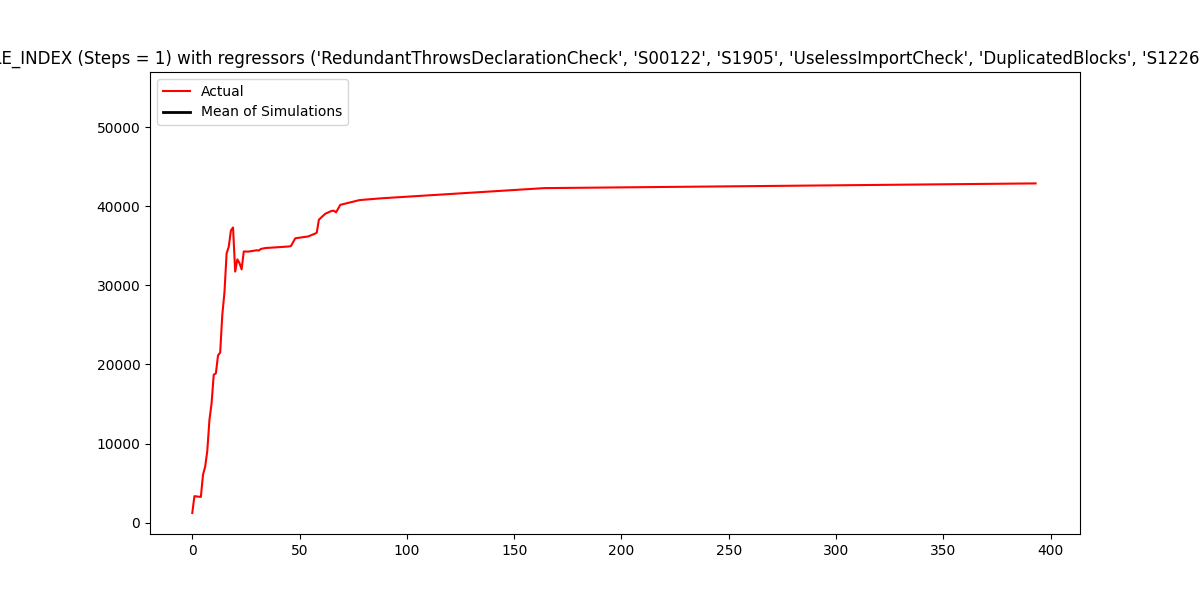 E_INDEX (Steps = 1) with regressors ('RedundantThrowsDeclarationCheck', 'S00122', 'S1905', 'UselessImportCheck', 'DuplicatedBlocks', 'S1226
Actual
Mean of Simulations
50000
40000
30000
20000
10000
0
0 50 100 150 200 250 300 350 400